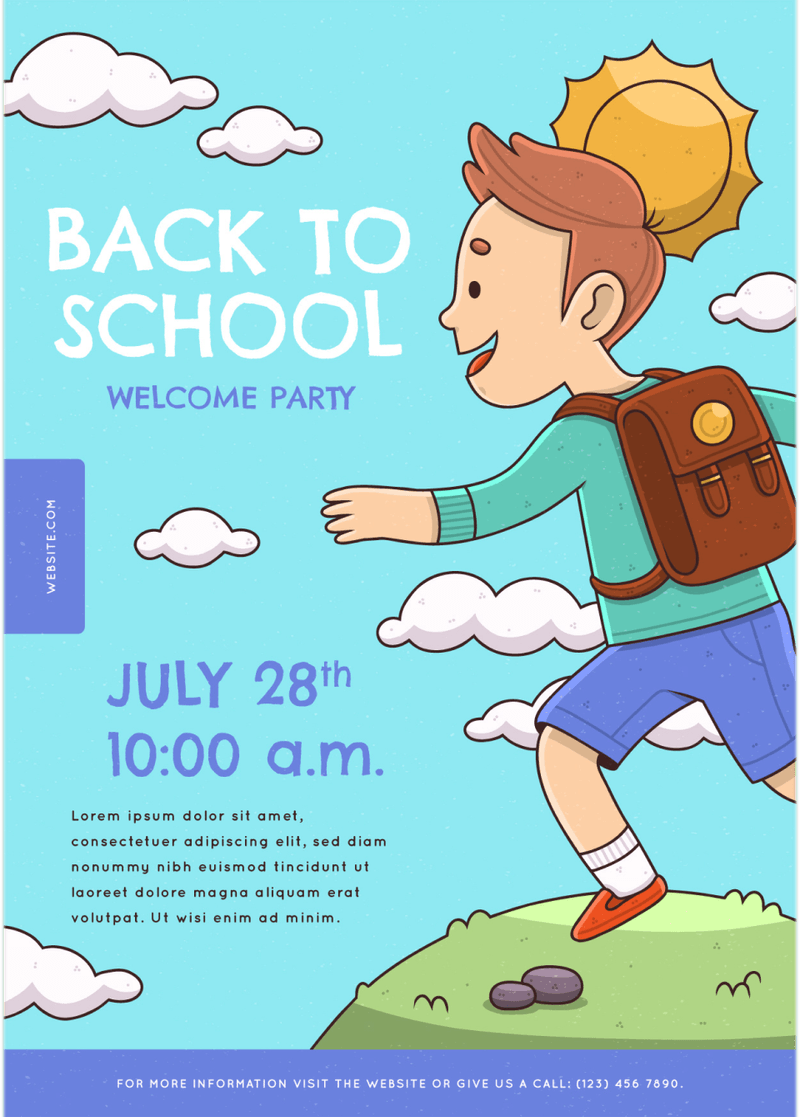 BACK TO
SCHOOL
WELCOME PARTY
WEBSITE.COM
JULY 28th
10:00 a.m.
Lorem ipsum dolor sit amet,
consectetuer adipiscing elit, sed diam
nonummy nibh euismod tincidunt ut
laoreet dolore magna aliquam erat
volutpat. Ut wisi enim ad minim.
FOR MORE INFORMATION VISIT THE WEBSITE OR GIVE US A CALL: (123) 456 7890.